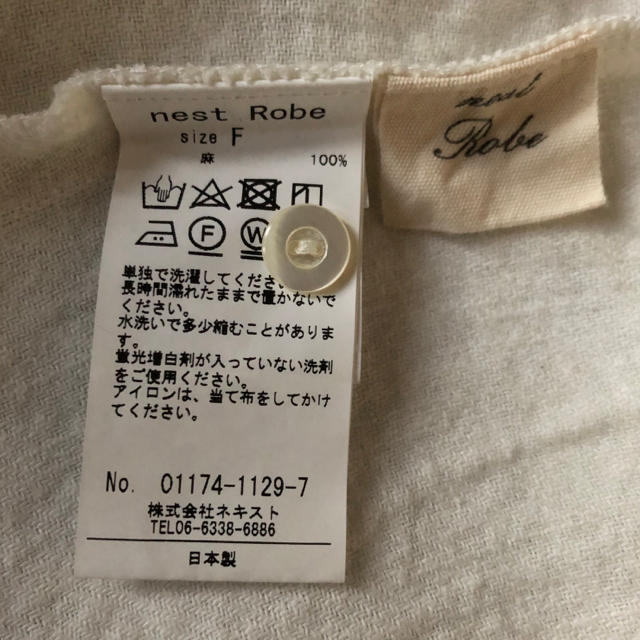 nest Robe
size F
麻 100%
F W
単独で洗濯してくださ
長時間濡れたままで置かないで
ください。
水洗いで多少縮むことがありま
す。
蛍光増白剤が入っていない洗剤
をご使用ください。
アイロンは、当て布をしてかけ
てください。
No. 01174-1129-7
株式会社ネキスト
TEL06-6338-6886
日本製
nest
Robe